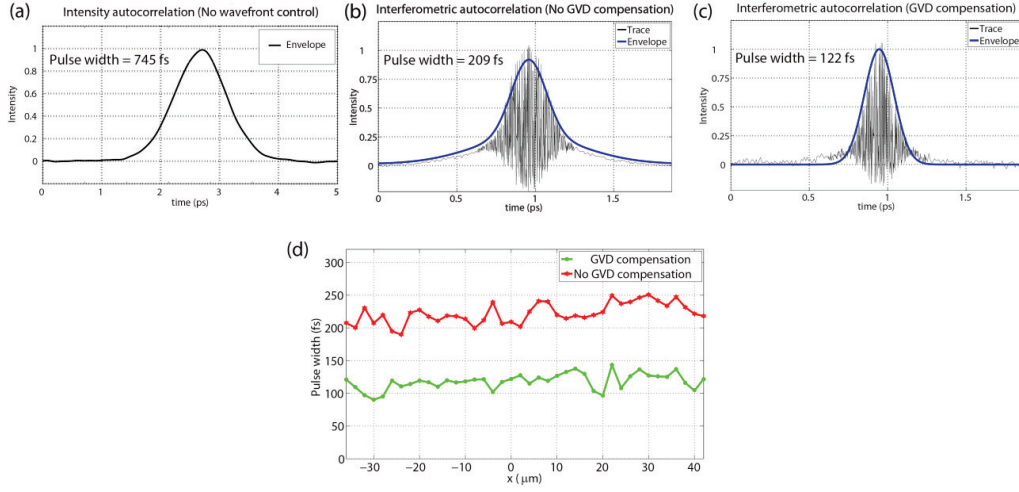 (a)
Intensity autocorrelation (No wavefront control)
Envelope
Pulse width = 745 fs
Intensity
1
0.8
0.6
0.4
0.2
0
0
1
2
3
4
5
time (ps)
(b)
Interferometric autocorrelation (No GVD compensation)
Trace
Envelope
Pulse width = 209 fs
Intensity
1
0.75
0.5
0.25
0
0
0.5
1
1.5
time (ps)
(c)
Interferometric autocorrelation (GVD compensation)
Trace
Envelope
Pulse width = 122 fs
Intensity
1
0.75
0.5
0.25
0
0
0.5
1
1.5
time (ps)
(d)
GVD compensation
No GVD compensation
Pulse width (fs)
300
250
200
150
100
50
0
−30
−20
−10
0
10
20
30
40
x ( μm)